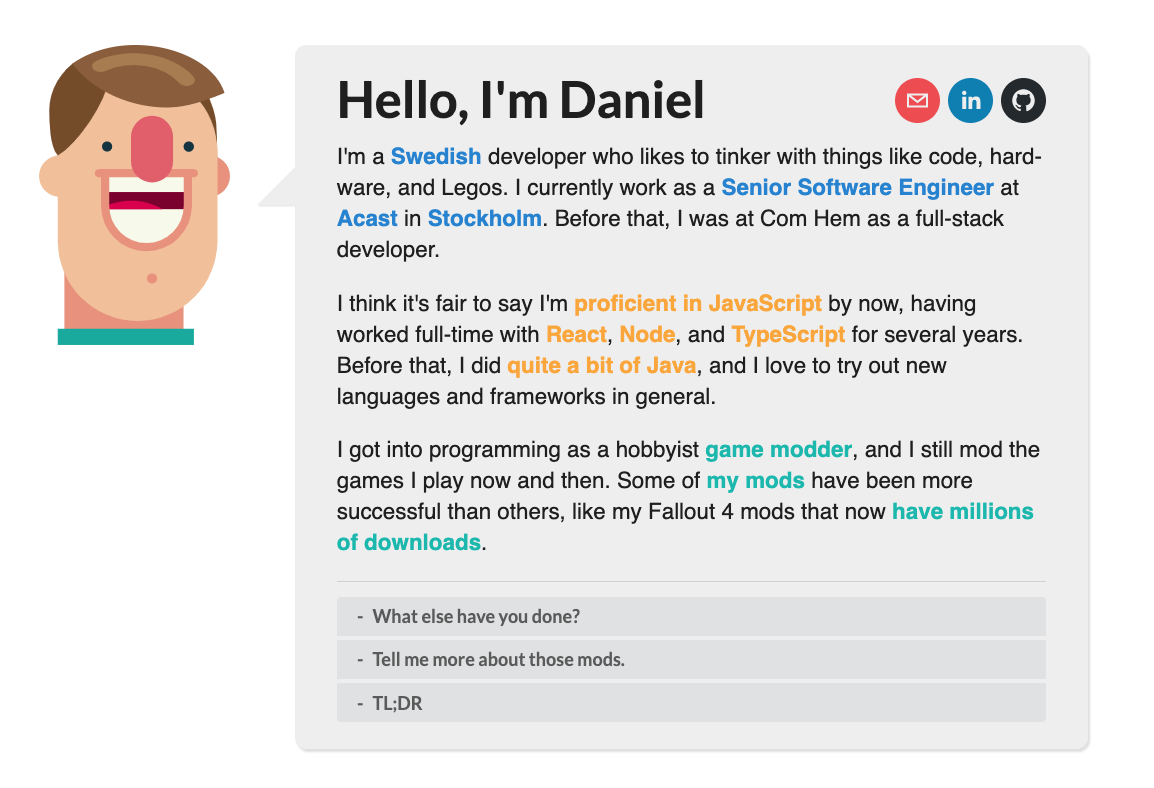 Hello, I'm Daniel
in
I'm a Swedish developer who likes to tinker with things like code, hard-
ware, and Legos. I currently work as a Senior Software Engineer at
Acast in Stockholm. Before that, I was at Com Hem as a full-stack
developer.
I think it's fair to say I'm proficient in JavaScript by now, having
worked full-time with React, Node, and TypeScript for several years.
Before that, I did quite a bit of Java, and I love to try out new
languages and frameworks in general.
I got into programming as a hobbyist game modder, and I still mod the
games I play now and then. Some of my mods have been more
successful than others, like my Fallout 4 mods that now have millions
of downloads.
- What else have you done?
- Tell me more about those mods.
- TL;DR